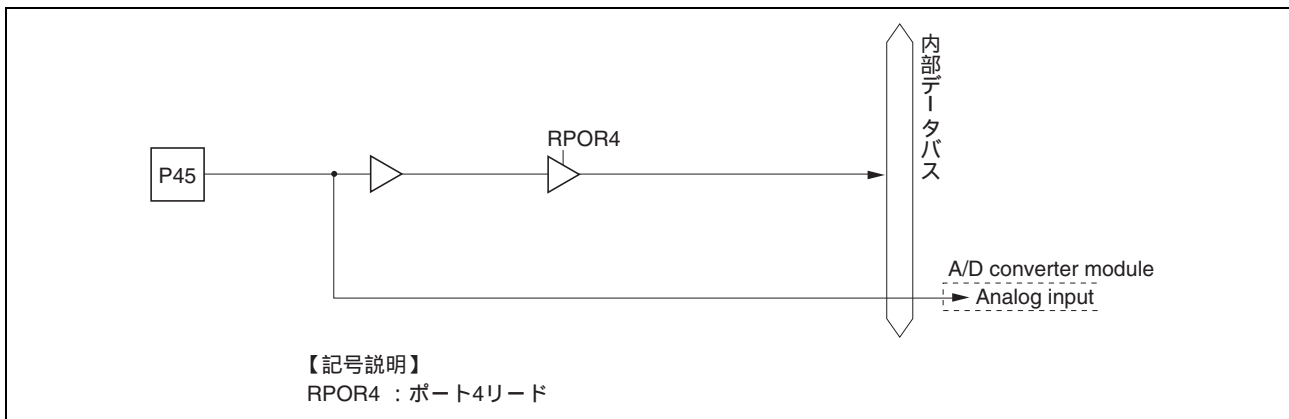 内部データバス
RPOR4
P45
A/D converter module
Analog input
【記号説明】
RPOR4 :ポート4リード